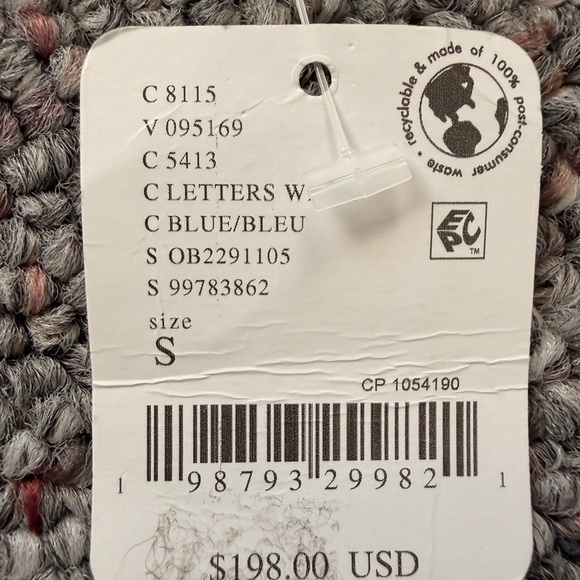 recyclable & made of 100% post-consumer waste •
C 8115
V 095169
C 5413
C LETTERS
C BLUE/BLEU
S OB2291105
S 99783862
EPC
TM
size
S
CP 1054190
1 98793 29982 1
$198.00 USD